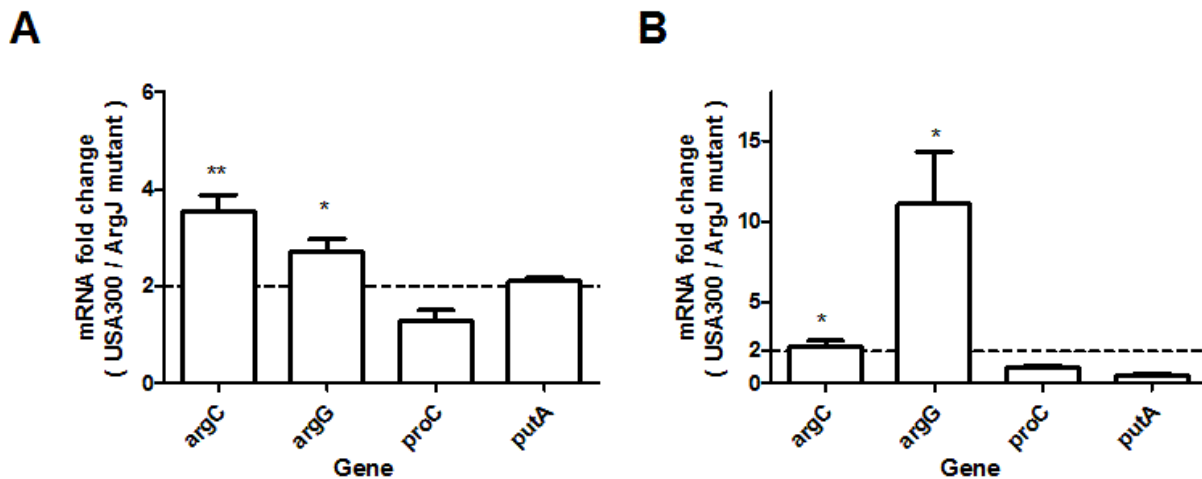 A
mRNA fold change
( USA300 / ArgJ mutant )
6
4
2
0
**
*
argC
argG
proC
putA
Gene
B
mRNA fold change
( USA300 / ArgJ mutant )
15
10
5
2
0
*
*
argC
argG
proC
putA
Gene